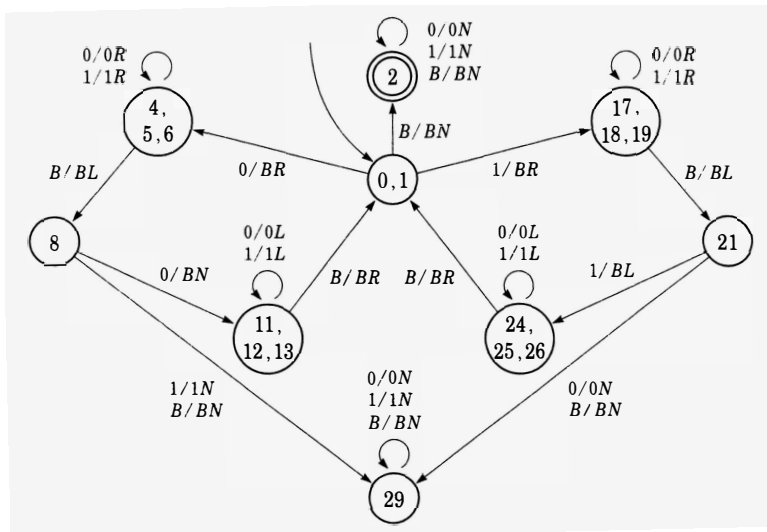 0/0R
1/1R
0/0N
1/1N
B/BN
0/0R
1/1R
2
4,
5,6
17,
18,19
B/BN
B/BL
0/BR
0,1
1/BR
B/BL
8
21
0/0L
1/1L
0/0L
1/1L
0/BN
B/BR
B/BR
1/BL
11,
12,13
24,
25,26
1/1N
B/BN
0/0N
1/1N
B/BN
0/0N
B/BN
29